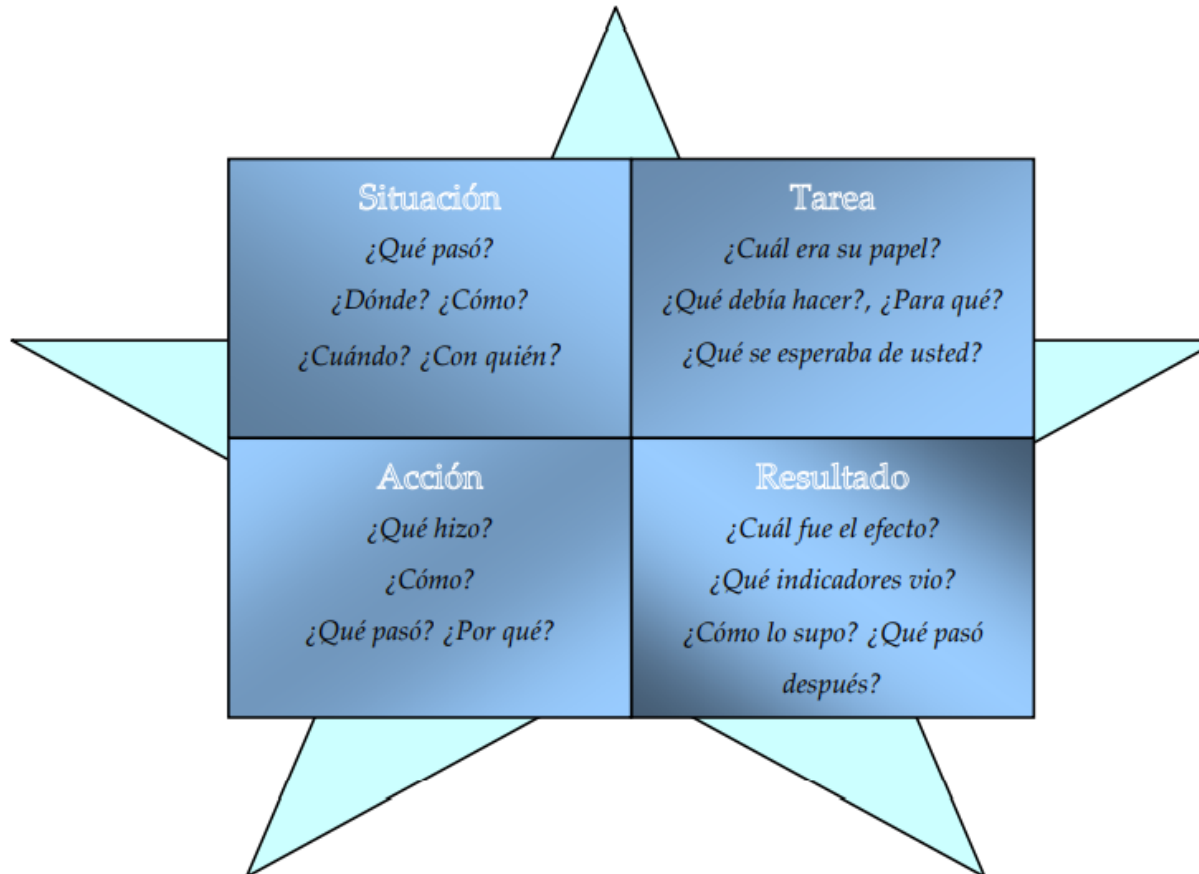 Situación
¿Qué pasó?
¿Dónde? ¿Cómo?
¿Cuándo? ¿Con quién?
Tarea
¿Cuál era su papel?
¿Qué debía hacer?, ¿Para qué?
¿Qué se esperaba de usted?
Acción
¿Qué hizo?
¿Cómo?
¿Qué pasó? ¿Por qué?
Resultado
¿Cuál fue el efecto?
¿Qué indicadores vio?
¿Cómo lo supo? ¿Qué pasó
después?